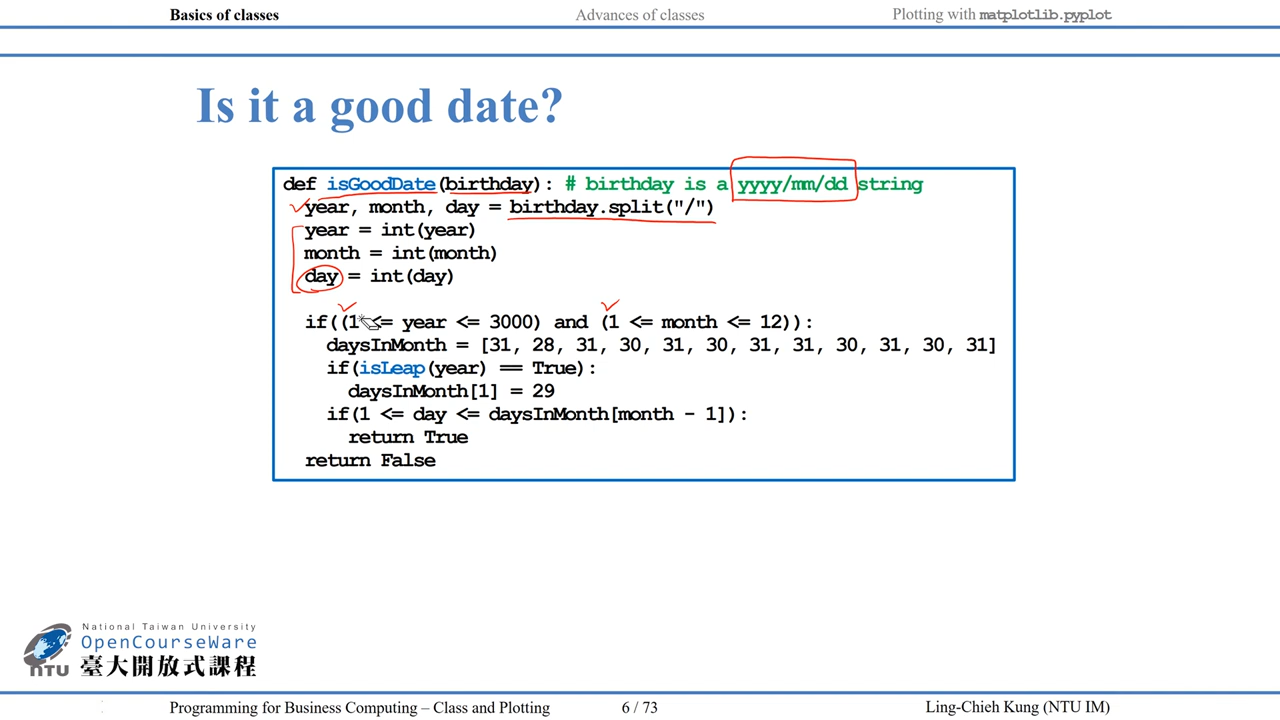 Basics of classes Advances of classes Plotting with matplotlib.pyplot
Is it a good date?
def isGoodDate(birthday): # birthday is a yyyy/mm/dd string
year, month, day = birthday.split("/")
year = int(year)
month = int(month)
day = int(day)
if((1 <= year <= 3000) and (1 <= month <= 12)):
daysInMonth = [31, 28, 31, 30, 31, 30, 31, 31, 30, 31, 30, 31]
if(isLeap(year) == True):
daysInMonth[1] = 29
if(1 <= day <= daysInMonth[month - 1]):
return True
return False
National Taiwan University
OpenCourseWare
NTU 臺大開放式課程
Programming for Business Computing – Class and Plotting 6 / 73 Ling-Chieh Kung (NTU IM)